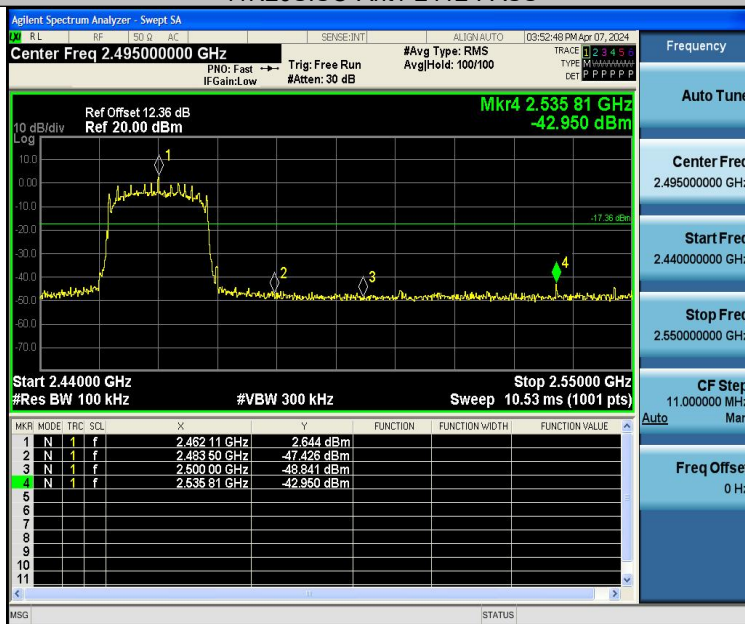 Agilent Spectrum Analyzer - Swept SA
LXI RL RF 50 Ω AC SENSE:INT ALIGN AUTO 03:52:48 PM Apr 07, 2024
Center Freq 2.495000000 GHz
PNO: Fast
IFGain:Low
Trig: Free Run
#Atten: 30 dB
#Avg Type: RMS
Avg|Hold: 100/100
TRACE 1 2 3 4 5 6
TYPE M
DET P P P P P P
Mkr4 2.535 81 GHz
-42.950 dBm
Ref Offset 12.36 dB
10 dB/div Ref 20.00 dBm
Log
10.0
0.00
-10.0
-20.0
-30.0
-40.0
-50.0
-60.0
-70.0
1
2
3
4
-17.36 dBm
Start 2.44000 GHz Stop 2.55000 GHz
#Res BW 100 kHz #VBW 300 kHz Sweep 10.53 ms (1001 pts)
MKR MODE TRC SCL X Y FUNCTION FUNCTION WIDTH FUNCTION VALUE
1 N 1 f 2.462 11 GHz 2.644 dBm
2 N 1 f 2.483 50 GHz -47.426 dBm
3 N 1 f 2.500 00 GHz -48.841 dBm
4 N 1 f 2.535 81 GHz -42.950 dBm
5
6
7
8
9
10
11
MSG STATUS
Frequency
Auto Tune
Center Freq
2.495000000 GHz
Start Freq
2.440000000 GHz
Stop Freq
2.550000000 GHz
CF Step
11.000000 MHz
Auto Man
Freq Offset
0 Hz